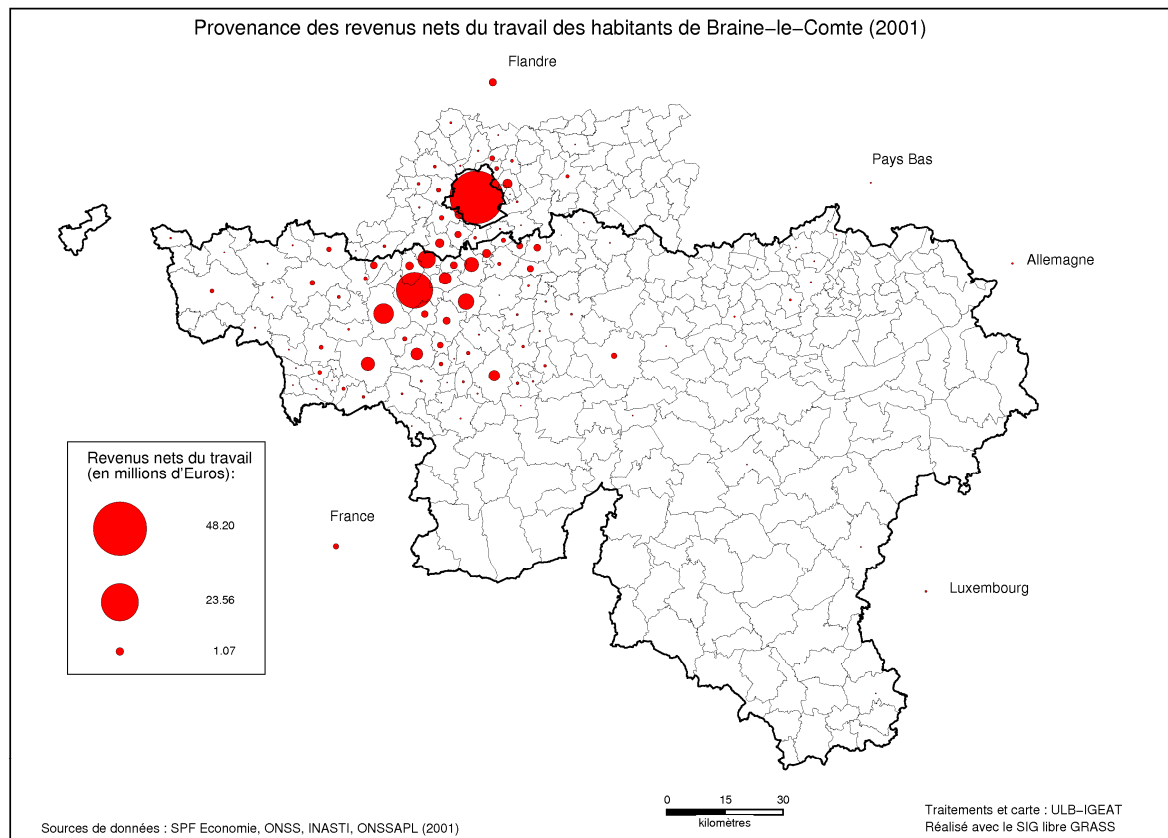 Provenance des revenus nets du travail des habitants de Braine–le–Comte (2001)
Flandre
Pays Bas
Allemagne
Revenus nets du travail
(en millions d'Euros):
48.20
23.56
1.07
France
Luxembourg
0 15 30
kilomètres
Sources de données : SPF Economie, ONSS, INASTI, ONSSAPL (2001)
Traitements et carte : ULB–IGEAT
Réalisé avec le SIG libre GRASS